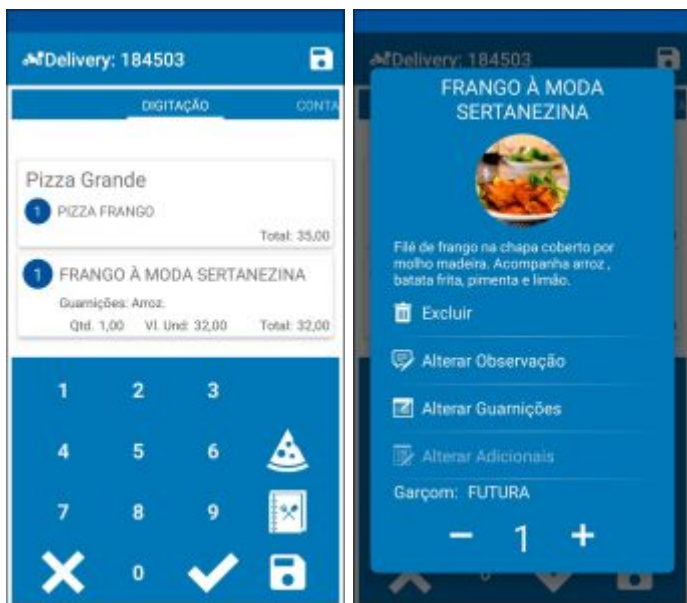 Delivery: 184503
DIGITAÇÃO
CONTA
Pizza Grande
1 PIZZA FRANGO
Total: 35,00
1 FRANGO À MODA SERTANEZINA
Guarnições: Arroz.
Qtd. 1,00 Vl. Und: 32,00 Total: 32,00
1 2 3
4 5 6
7 8 9
0
Delivery: 184503
FRANGO À MODA
SERTANEZINA
Filé de frango na chapa coberto por
molho madeira. Acompanha arroz ,
batata frita, pimenta e limão.
Excluir
Alterar Observação
Alterar Guarnições
Alterar Adicionais
Garçom: FUTURA
1